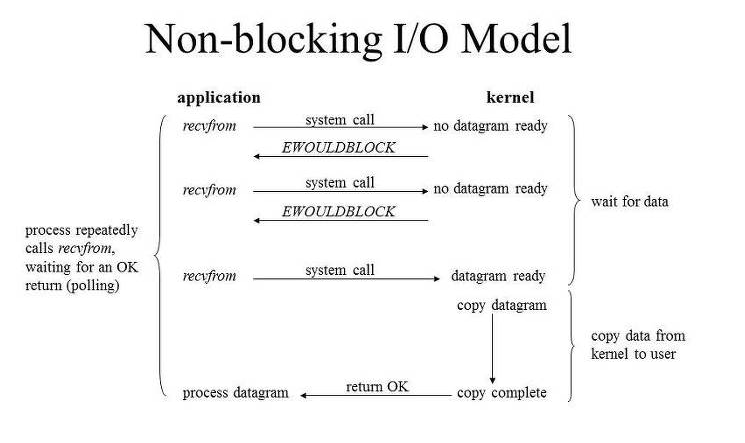 Non-blocking I/O Model
application
kernel
recvfrom
system call
no datagram ready
EWOULDBLOCK
recvfrom
system call
no datagram ready
EWOULDBLOCK
wait for data
process repeatedly
calls recvfrom,
waiting for an OK
return (polling)
recvfrom
system call
datagram ready
copy datagram
copy data from
kernel to user
process datagram
return OK
copy complete